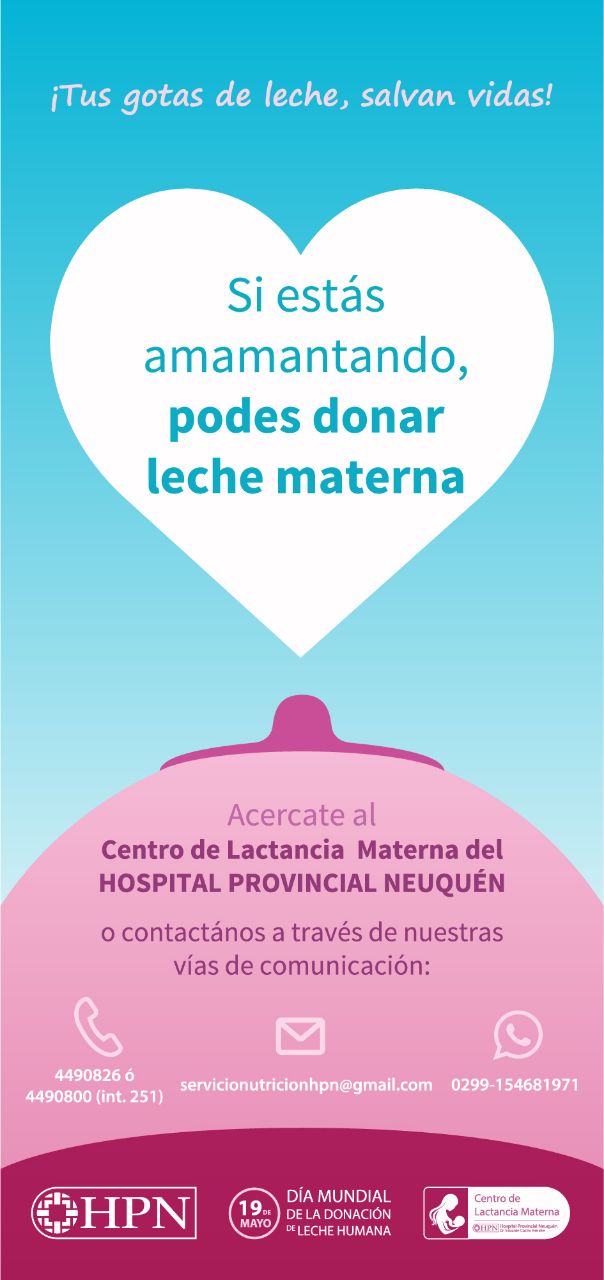 ¡Tus gotas de leche, salvan vidas!
Si estás
amamantando,
podes donar
leche materna
Acercate al
Centro de Lactancia Materna del
HOSPITAL PROVINCIAL NEUQUÉN
o contactános a través de nuestras
vías de comunicación:
4490826 ó
4490800 (int. 251)
servicionutricionhpn@gmail.com
0299-154681971
HPN
19 DE
MAYO
DÍA MUNDIAL
DE LA DONACIÓN
DE LECHE HUMANA
Centro de
Lactancia Materna
HPN
Hospital Provincial Neuquén